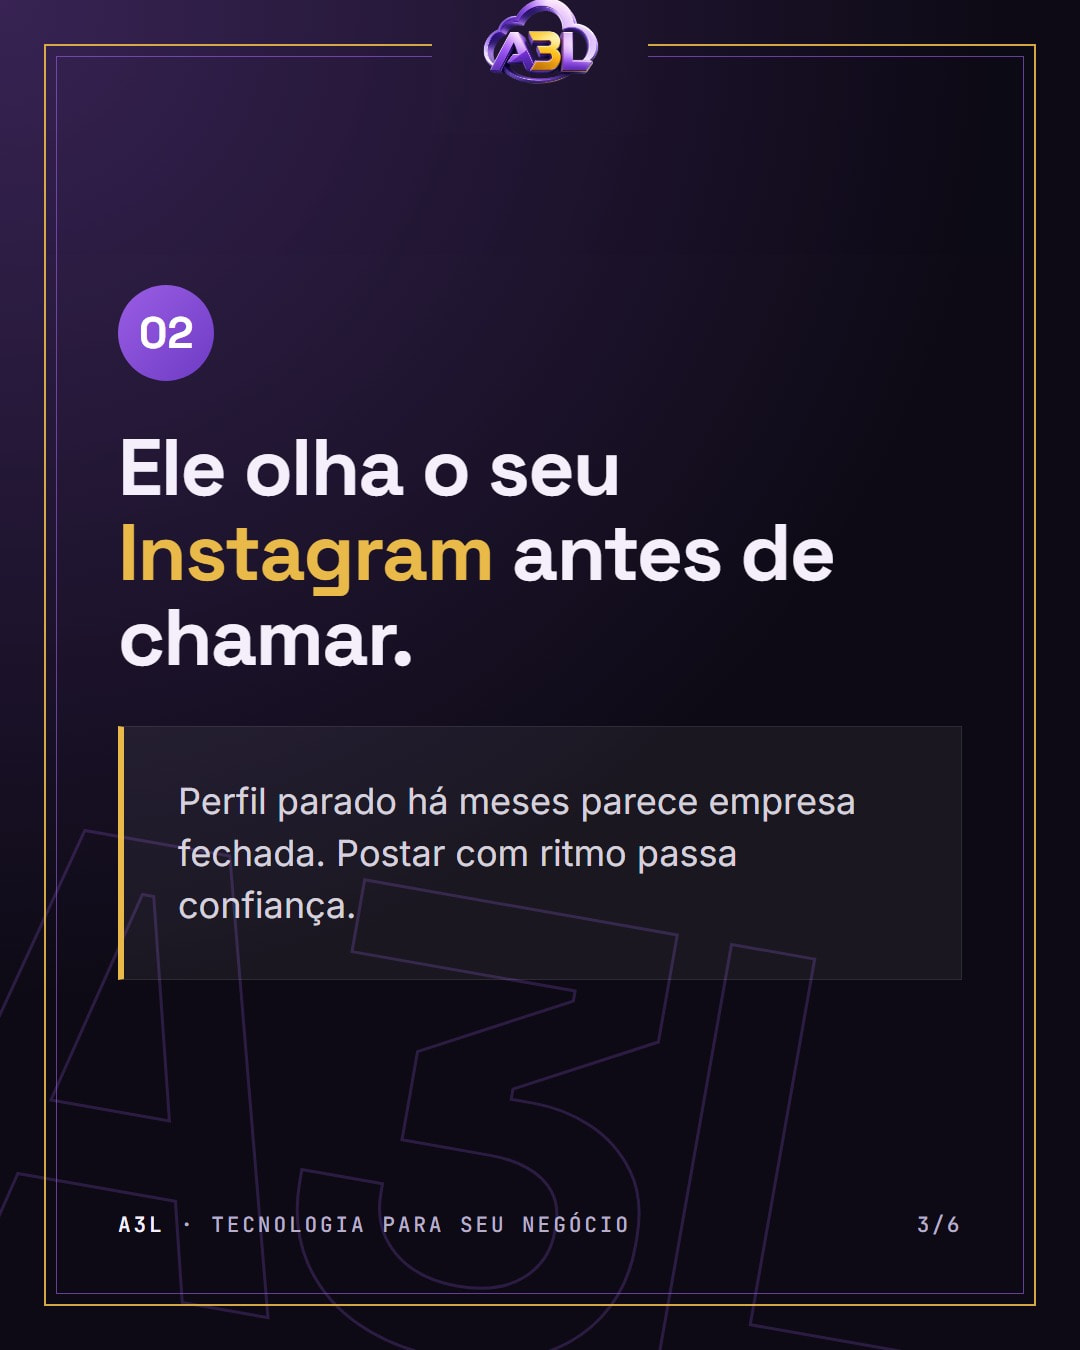 A3L
02
Ele olha o seu
Instagram antes de
chamar.
Perfil parado há meses parece empresa
fechada. Postar com ritmo passa
confiança.
A3L
A3L · TECNOLOGIA PARA SEU NEGÓCIO
3/6